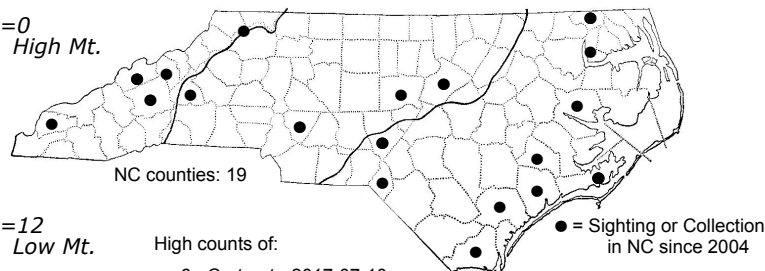 =0
High Mt.
NC counties: 19
=12
Low Mt.
High counts of:
● = Sighting or Collection
in NC since 2004